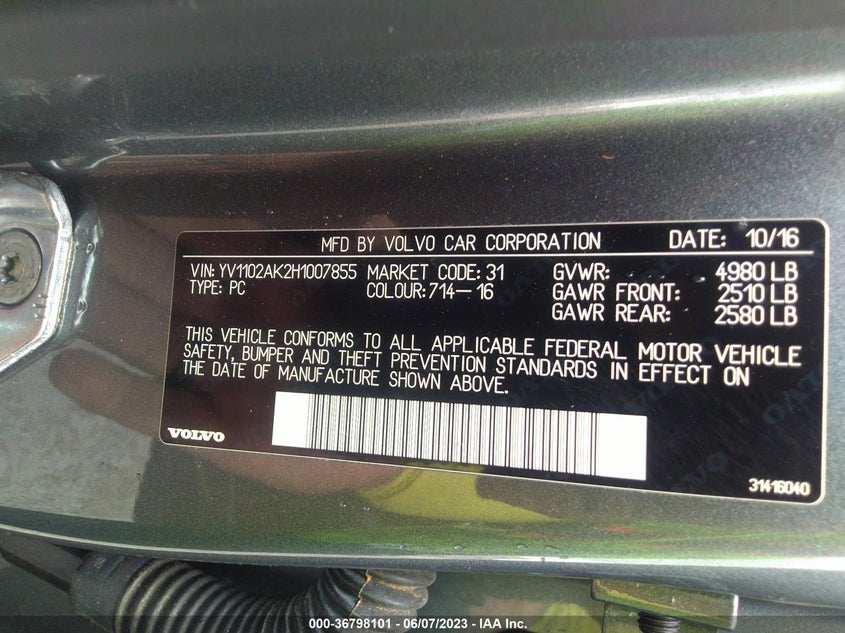 MFD BY VOLVO CAR CORPORATION DATE: 10/16
VIN: YV1102AK2H1007855 MARKET CODE: 31 GVWR: 4980 LB
TYPE: PC COLOUR: 714-16 GAWR FRONT: 2510 LB
GAWR REAR: 2580 LB
THIS VEHICLE CONFORMS TO ALL APPLICABLE FEDERAL MOTOR VEHICLE
SAFETY, BUMPER AND THEFT PREVENTION STANDARDS IN EFFECT ON
THE DATE OF MANUFACTURE SHOWN ABOVE.
VOLVO
31416040
000-36798101 - 06/07/2023 - IAA Inc.